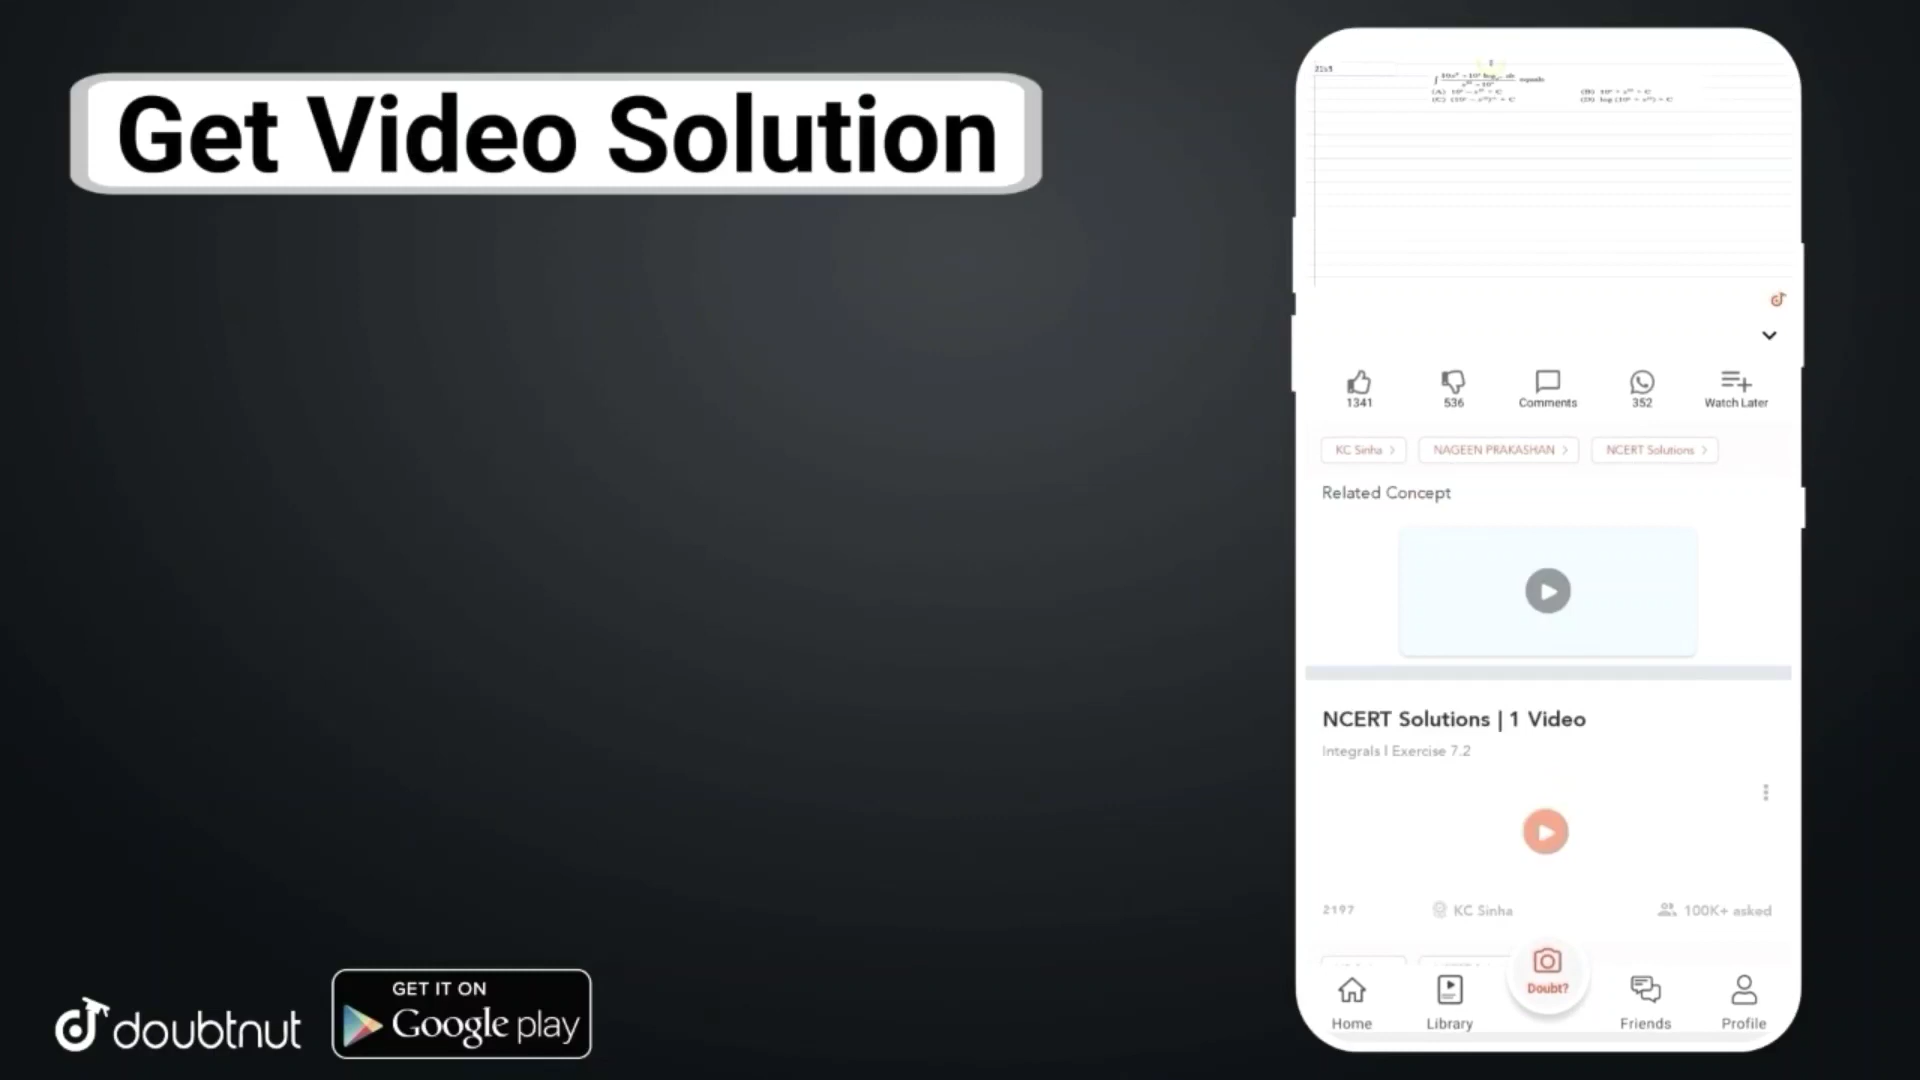 Get Video Solution
equals
1341
536
Comments
352
Watch Later
KC Sinha
NAGEEN PRAKASHAN
NCERT Solutions
Related Concept
NCERT Solutions | 1 Video
Integrals | Exercise 7.2
2197
KC Sinha
100K+ asked
Doubt?
Home
Library
Friends
Profile
doubtnut
GET IT ON
Google play